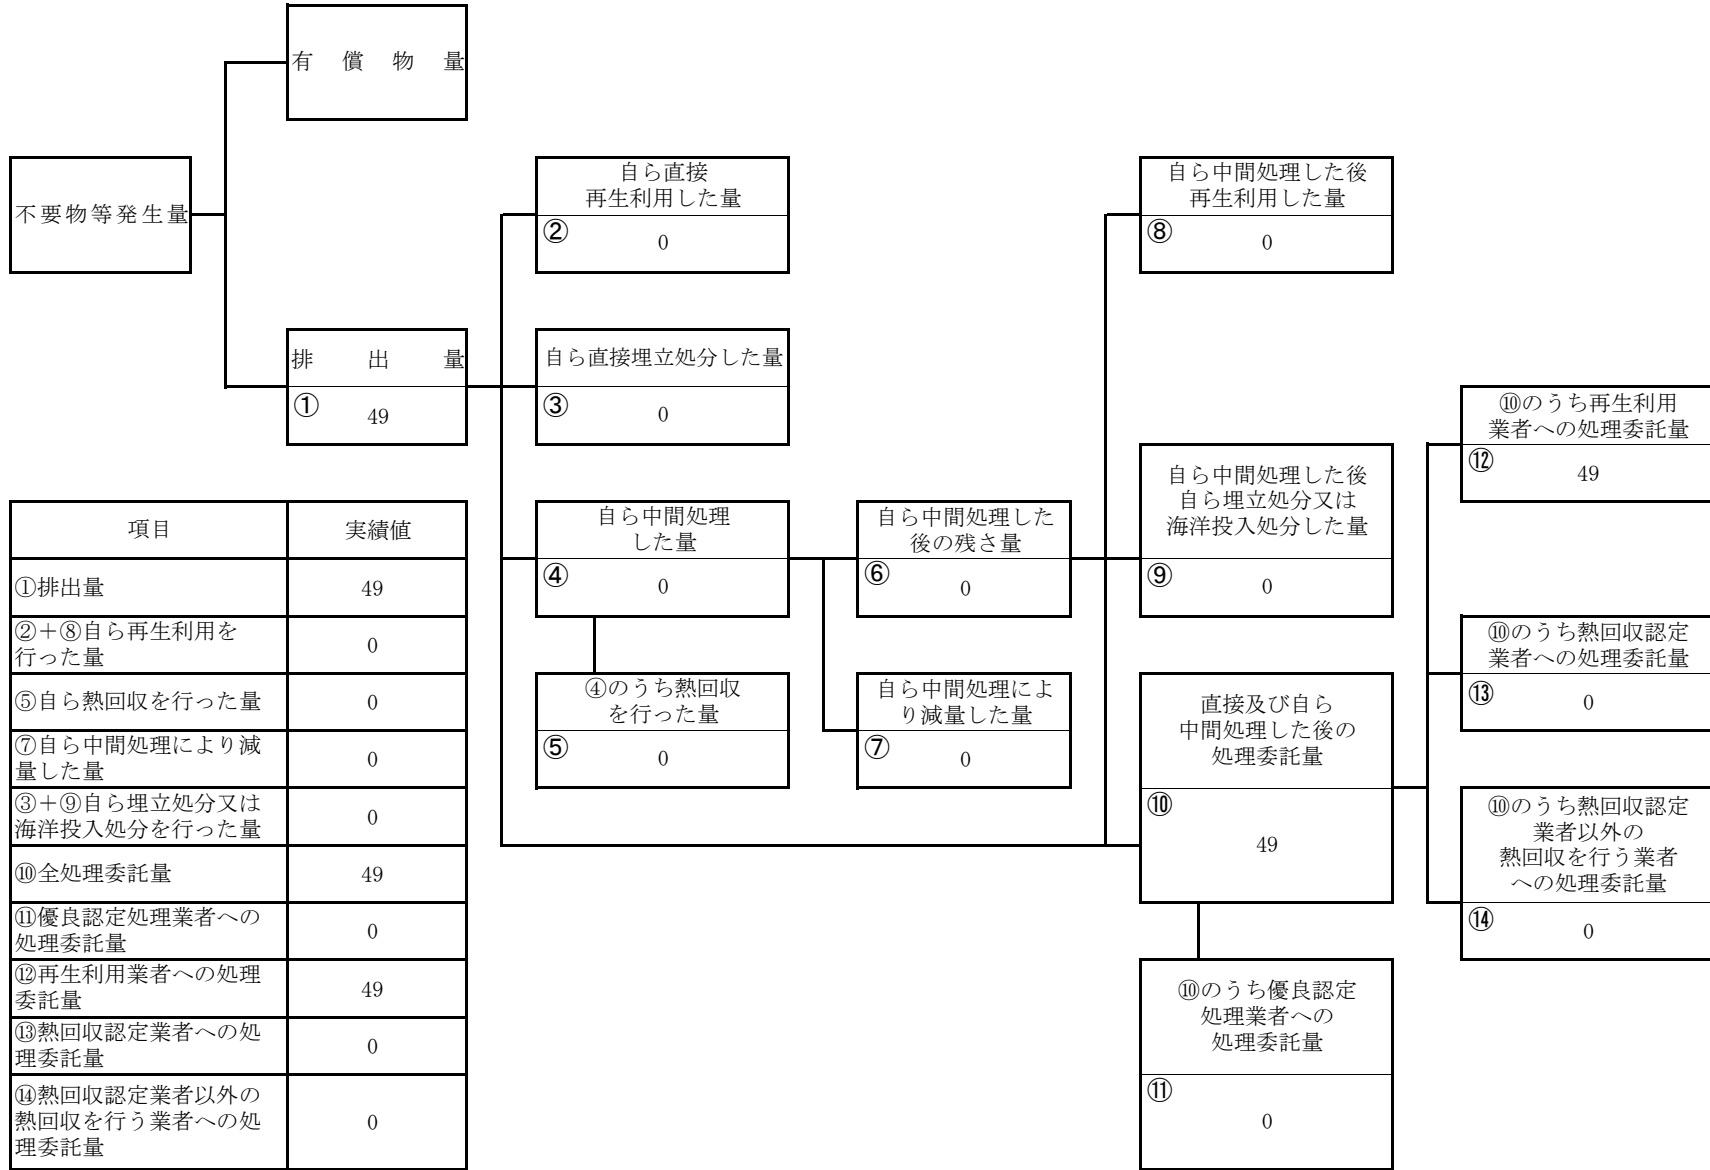 有償物量
不要物等発生量
排出量
①
49
自ら直接
再生利用した量
②
0
自ら直接埋立処分した量
③
0
自ら中間処理
した量
④
0
④のうち熱回収
を行った量
⑤
0
自ら中間処理した
後の残さ量
⑥
0
自ら中間処理によ
り減量した量
⑦
0
自ら中間処理した後
再生利用した量
⑧
0
自ら中間処理した後
自ら埋立処分又は
海洋投入処分した量
⑨
0
直接及び自ら
中間処理した後の
処理委託量
⑩
49
⑩のうち優良認定
処理業者への
処理委託量
⑪
0
⑩のうち再生利用
業者への処理委託量
⑫
49
⑩のうち熱回収認定
業者への処理委託量
⑬
0
⑩のうち熱回収認定
業者以外の
熱回収を行う業者
への処理委託量
⑭
0
項目 実績値
①排出量 49
②+⑧自ら再生利用を
行った量 0
⑤自ら熱回収を行った量 0
⑦自ら中間処理により減
量した量 0
③+⑨自ら埋立処分又は
海洋投入処分を行った量 0
⑩全処理委託量 49
⑪優良認定処理業者への
処理委託量 0
⑫再生利用業者への処理
委託量 49
⑬熱回収認定業者への処
理委託量 0
⑭熱回収認定業者以外の
熱回収を行う業者への処
理委託量 0